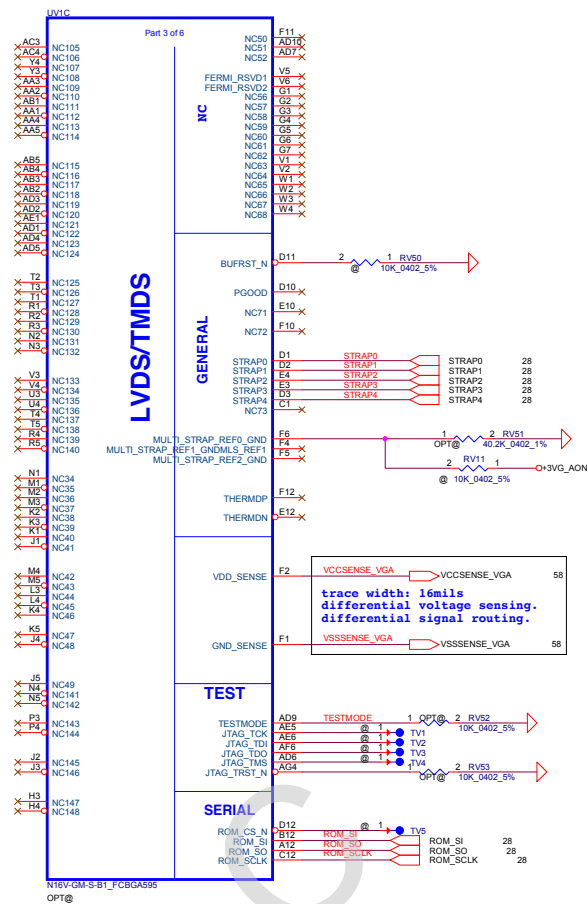 UV1C
Part 3 of 6
AC3 NC105
AC4 NC106
Y4 NC107
Y3 NC108
AA3 NC109
AA2 NC110
AB1 NC111
AA1 NC112
AA4 NC113
AA5 NC114
AB5 NC115
AB4 NC116
AB3 NC117
AB2 NC118
AD3 NC119
AD2 NC120
AE1 NC121
AD1 NC122
AD4 NC123
AD5 NC124
T2 NC125
T3 NC126
T1 NC127
R1 NC128
R2 NC129
R3 NC130
N2 NC131
N3 NC132
V3 NC133
V4 NC134
U3 NC135
U4 NC136
T4 NC137
T5 NC138
R4 NC139
R5 NC140
N1 NC34
M1 NC35
M2 NC36
M3 NC37
K2 NC38
K3 NC39
K1 NC40
J1 NC41
M4 NC42
M5 NC43
L3 NC44
L4 NC45
K4 NC46
K5 NC47
J4 NC48
J5 NC49
N4 NC141
N5 NC142
P3 NC143
P4 NC144
J2 NC145
J3 NC146
H3 NC147
H4 NC148
LVDS/TMDS
NC
NC50 F11
NC51 AD10
NC52 AD7
FERMI_RSVD1 V5
FERMI_RSVD2 V6
NC56 G1
NC57 G2
NC58 G3
NC59 G4
NC60 G5
NC61 G6
NC62 G7
NC63 V1
NC64 V2
NC65 W1
NC66 W2
NC67 W3
NC68 W4
GENERAL
BUFRST_N D11 2 @ 1 RV50
10K_0402_5%
PGOOD D10
NC71 E10
NC72 F10
STRAP0 D1 STRAP0 STRAP0 28
STRAP1 D2 STRAP1 STRAP1 28
STRAP2 E4 STRAP2 STRAP2 28
STRAP3 E3 STRAP3 STRAP3 28
STRAP4 D3 STRAP4 STRAP4 28
NC73 C1
MULTI_STRAP_REF0_GND F6 2 OPT@ 1 RV51
40.2K_0402_1%
MULTI_STRAP_REF1_GNDMLS_REF1 F4
MULTI_STRAP_REF2_GND F5
2 @ 1 RV11
10K_0402_5%
+3VG_AON
THERMDP F12
THERMDN E12
VDD_SENSE F2 VCCSENSE_VGA VCCSENSE_VGA 58
trace width: 16mils
differential voltage sensing.
differential signal routing.
GND_SENSE F1 VSSSENSE_VGA VSSSENSE_VGA 58
TEST
TESTMODE AD9 TESTMODE 1 OPT@ 2 RV52
10K_0402_5%
JTAG_TCK AE5 @ 1 TV1
JTAG_TDI AE6 @ 1 TV2
JTAG_TDO AF6 @ 1 TV3
JTAG_TMS AD6 @ 1 TV4
JTAG_TRST_N AG4 1 OPT@ 2 RV53
10K_0402_5%
SERIAL
ROM_CS_N D12 @ 1 TV5
ROM_SI B12 ROM_SI ROM_SI 28
ROM_SO A12 ROM_SO ROM_SO 28
ROM_SCLK C12 ROM_SCLK ROM_SCLK 28
N16V-GM-S-B1_FCBGA595
OPT@